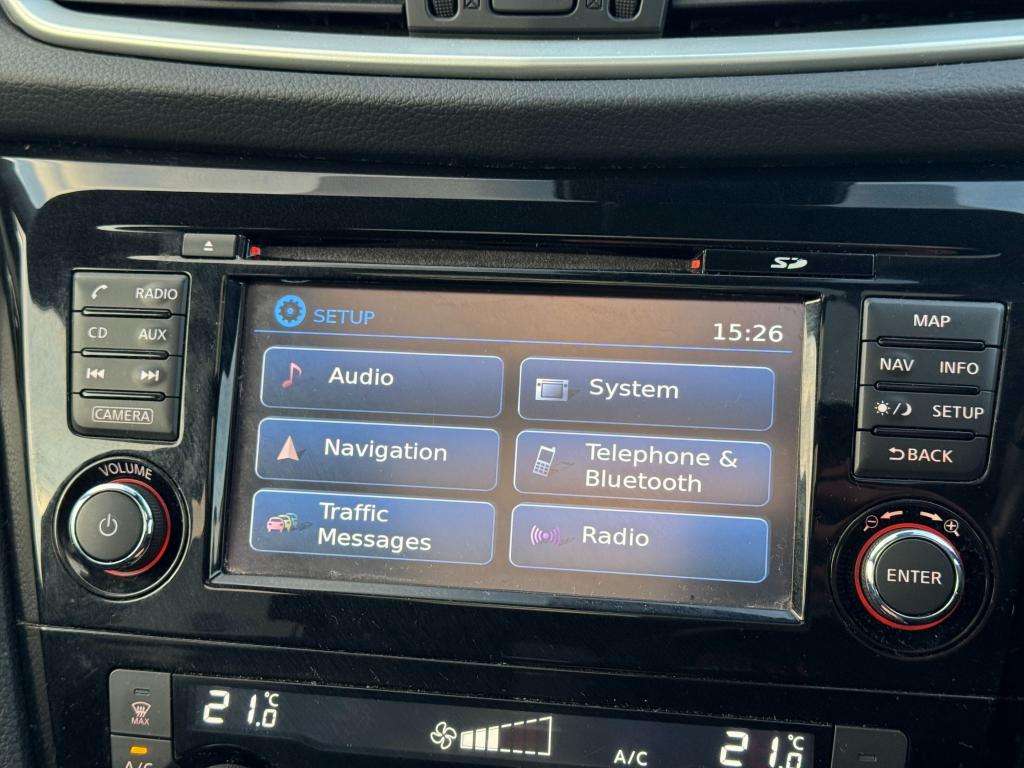 SD
RADIO
CD AUX
CAMERA
VOLUME
SETUP
15:26
Audio
System
Navigation
Telephone &
Bluetooth
Traffic
Messages
Radio
MAP
NAV INFO
SETUP
BACK
ENTER
MAX
A/C
21.0°C
A/C
21.0°C